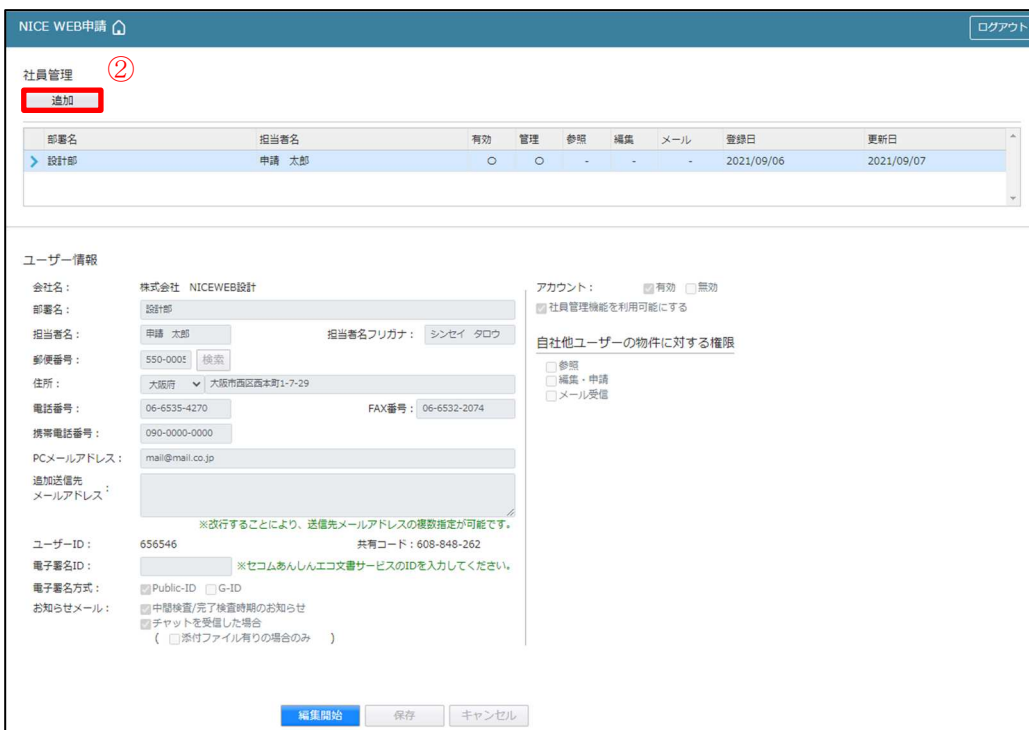 NICE WEB申請
ログアウト
社員管理 ②
追加
部署名 担当者名 有効 管理 参照 編集 メール 登録日 更新日
設計部 申請 太郎 ○ ○ - - - 2021/09/06 2021/09/07
ユーザー情報
会社名： 株式会社 NICEWEB設計
部署名： 設計部
担当者名： 申請 太郎 担当者名フリガナ： シンセイ タロウ
郵便番号： 550-0005 検索
住所： 大阪府 大阪市西区西本町1-7-29
電話番号： 06-6535-4270 FAX番号： 06-6532-2074
携帯電話番号： 090-0000-0000
PCメールアドレス： mail@mail.co.jp
追加送信先
メールアドレス：
※改行することにより、送信先メールアドレスの複数指定が可能です。
ユーザーID： 656546 共有コード：608-848-262
電子署名ID： ※セコムあんしんエコ文書サービスのIDを入力してください。
電子署名方式： Public-ID G-ID
お知らせメール： 中間検査/完了検査時期のお知らせ
チャットを受信した場合
( 添付ファイル有りの場合のみ )
アカウント： 有効 無効
社員管理機能を利用可能にする
自社他ユーザーの物件に対する権限
参照
編集・申請
メール受信
編集開始 保存 キャンセル